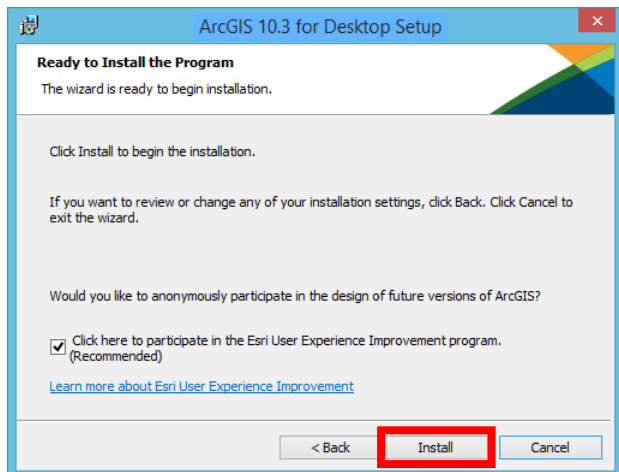 ArcGIS 10.3 for Desktop Setup
Ready to Install the Program
The wizard is ready to begin installation.
Click Install to begin the installation.
If you want to review or change any of your installation settings, click Back. Click Cancel to
exit the wizard.
Would you like to anonymously participate in the design of future versions of ArcGIS?
Click here to participate in the Esri User Experience Improvement program.
(Recommended)
Learn more about Esri User Experience Improvement
< Back
Install
Cancel